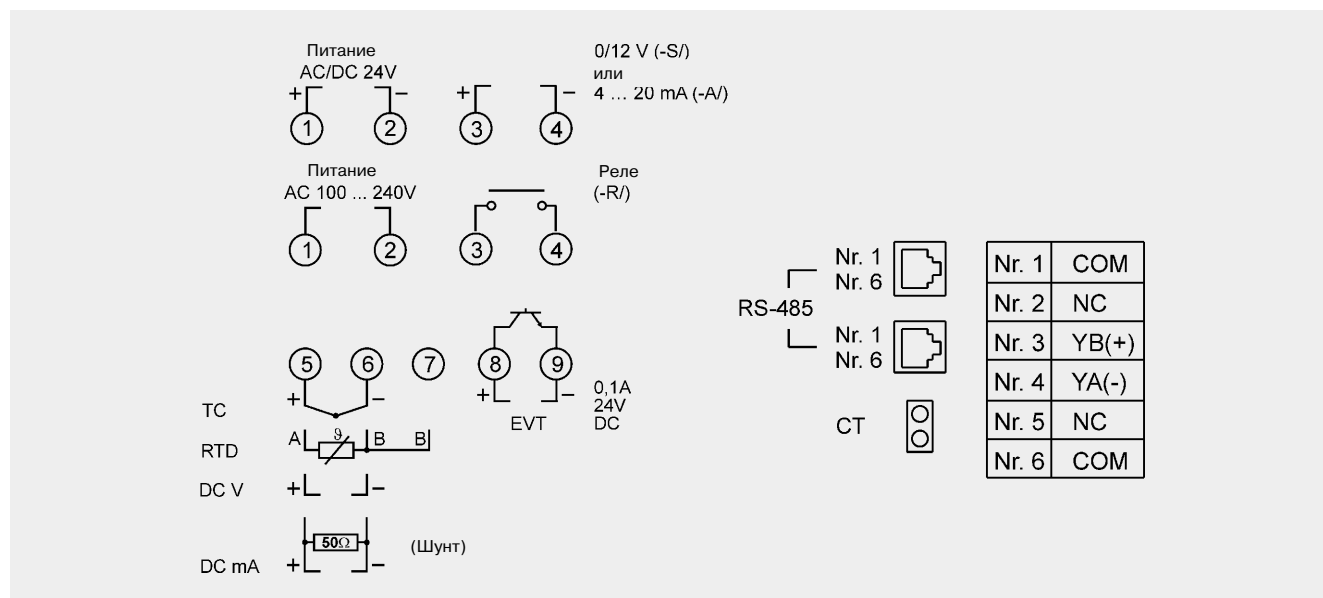 Питание
AC/DC 24V
+ − + −
0/12 V (-S/)
или
4 ... 20 mA (-A/)
1 2 3 4
Питание
AC 100 ... 240V
Реле
(-R/)
1 2 3 4
5 6 7 8 9
TC + −
+ −
EVT
0,1A
24V
DC
RTD A ϑ B B
DC V + −
50Ω
(Шунт)
DC mA + −
RS-485
Nr. 1
Nr. 6
Nr. 1
Nr. 6
CT
Nr. 1 COM
Nr. 2 NC
Nr. 3 YB(+)
Nr. 4 YA(-)
Nr. 5 NC
Nr. 6 COM